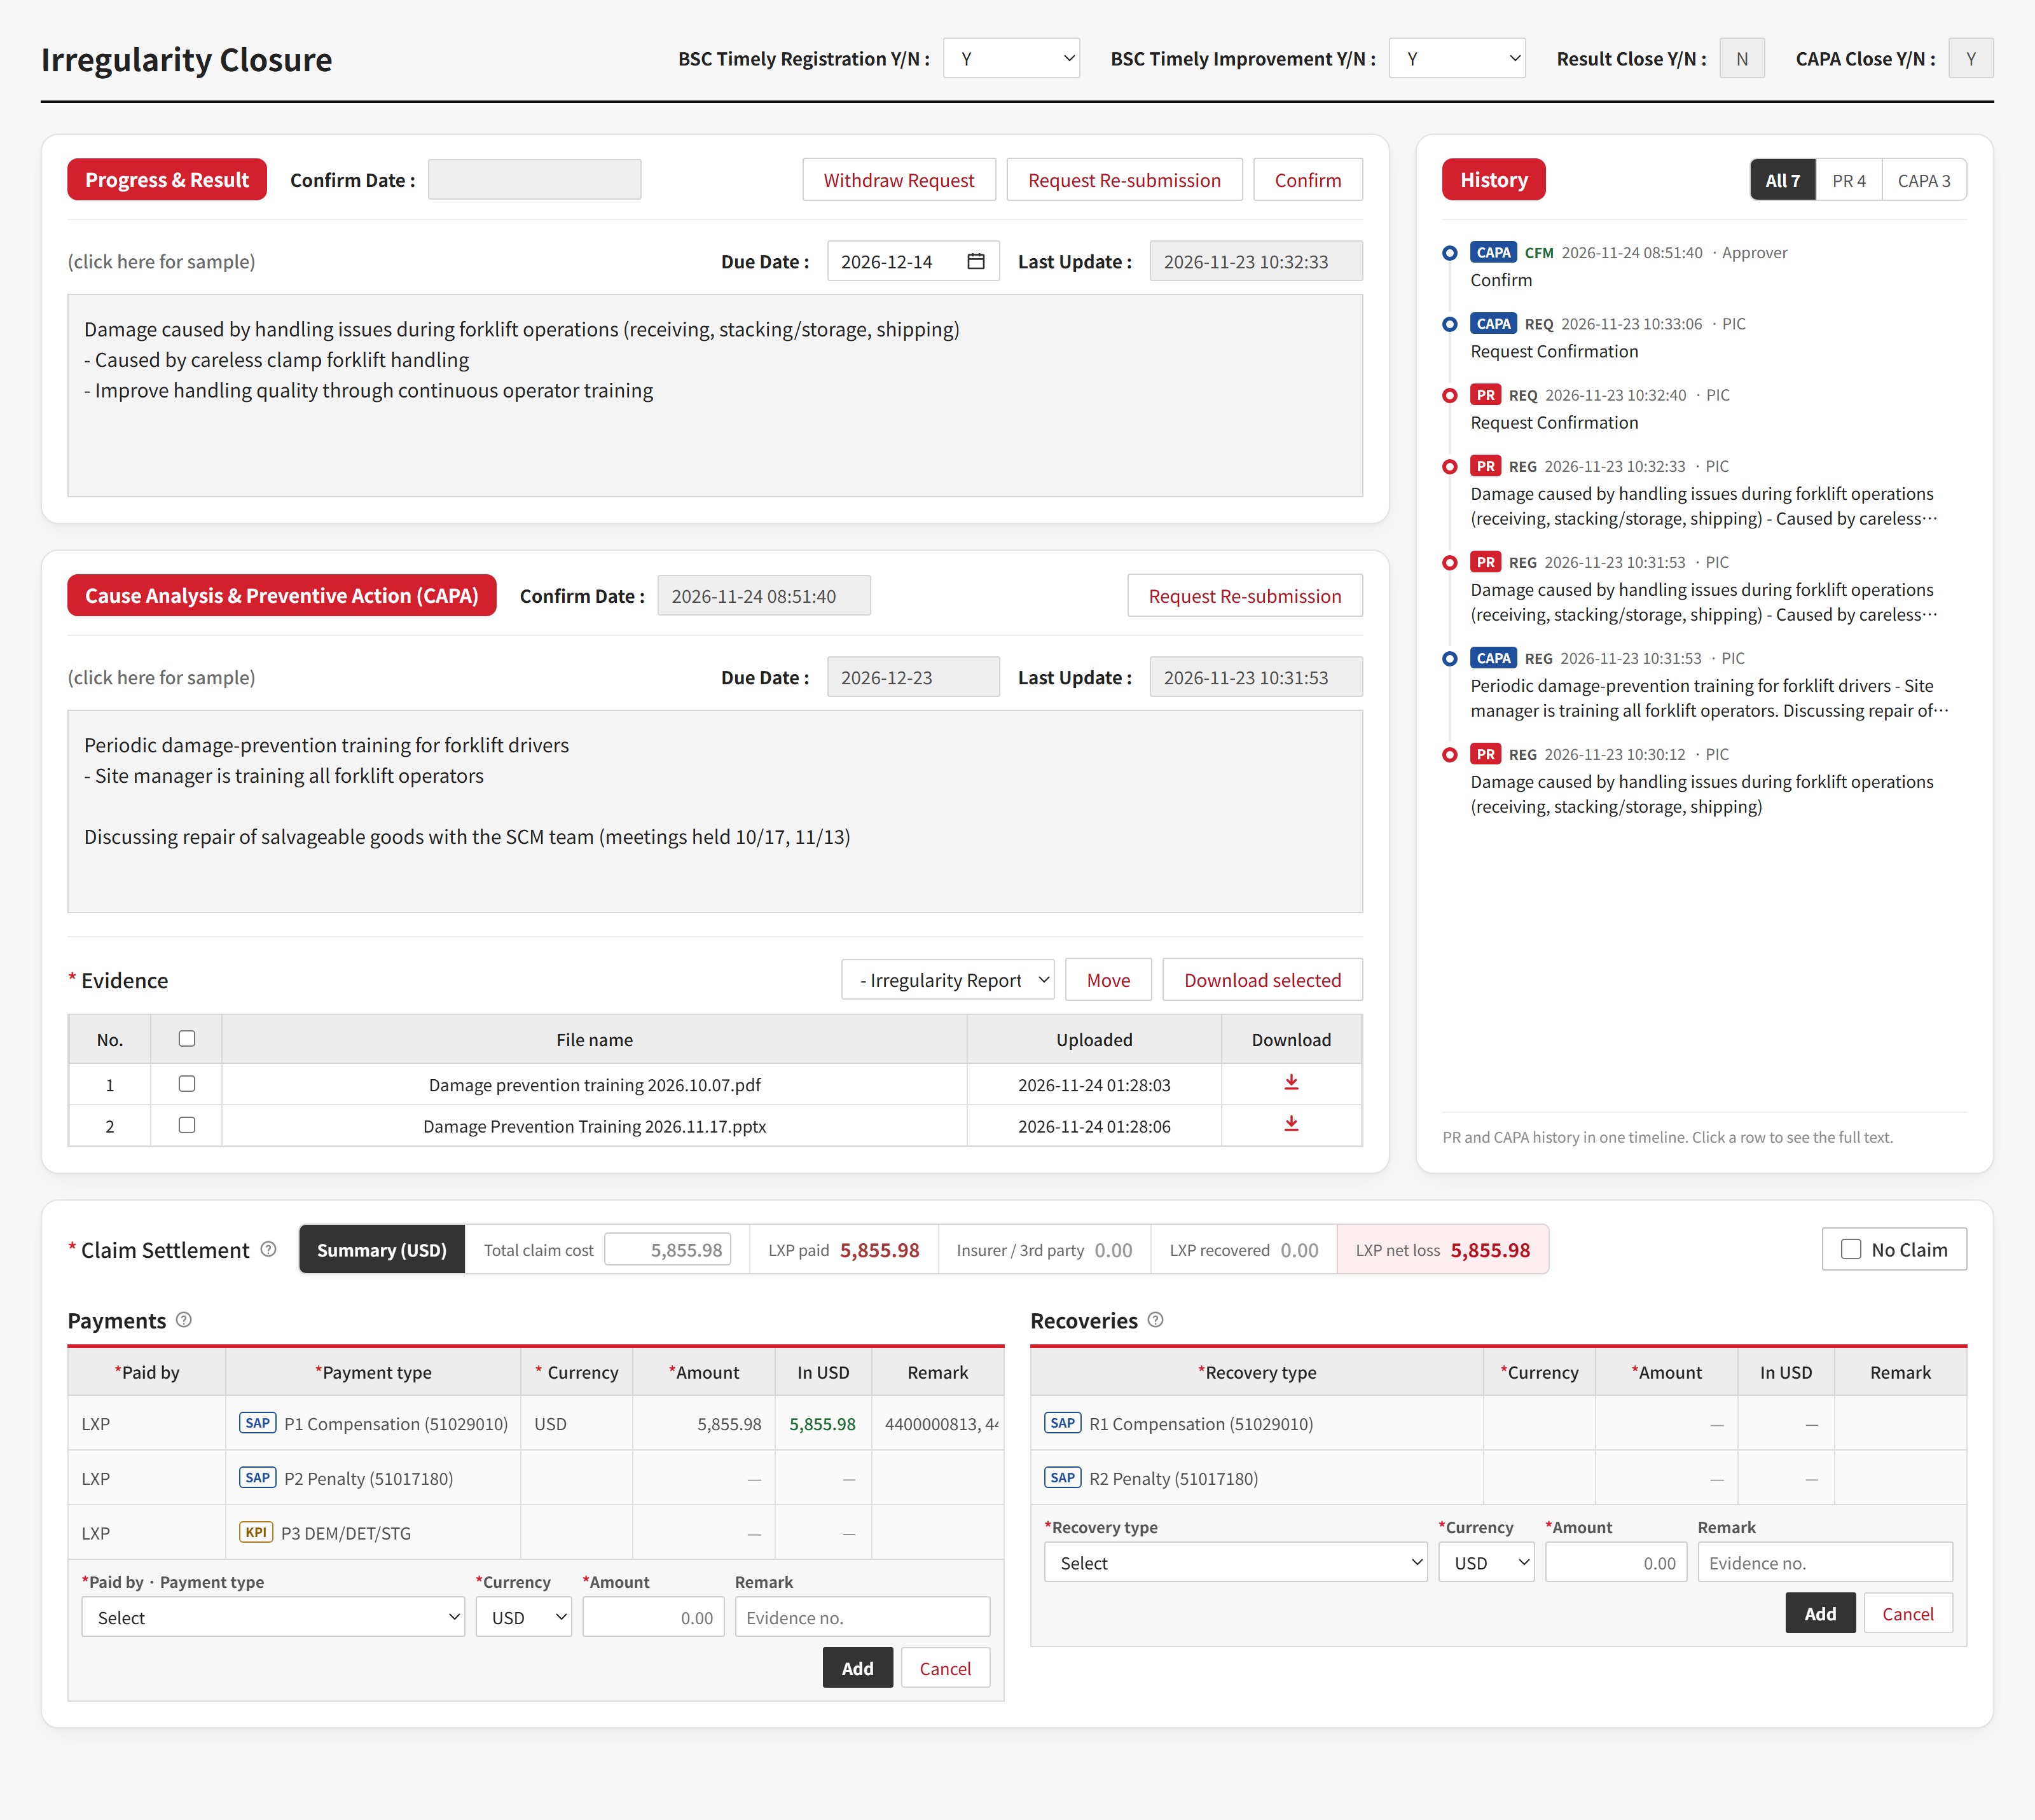 Irregularity Closure
BSC Timely Registration Y/N : Y
BSC Timely Improvement Y/N : Y
Result Close Y/N : N
CAPA Close Y/N : Y
Progress & Result
Confirm Date :
Withdraw Request
Request Re-submission
Confirm
(click here for sample)
Due Date : 2026-12-14
Last Update : 2026-11-23 10:32:33
Damage caused by handling issues during forklift operations (receiving, stacking/storage, shipping)
- Caused by careless clamp forklift handling
- Improve handling quality through continuous operator training
Cause Analysis & Preventive Action (CAPA)
Confirm Date : 2026-11-24 08:51:40
Request Re-submission
(click here for sample)
Due Date : 2026-12-23
Last Update : 2026-11-23 10:31:53
Periodic damage-prevention training for forklift drivers
- Site manager is training all forklift operators
Discussing repair of salvageable goods with the SCM team (meetings held 10/17, 11/13)
* Evidence
- Irregularity Report
Move
Download selected
No. File name Uploaded Download
1 Damage prevention training 2026.10.07.pdf 2026-11-24 01:28:03
2 Damage Prevention Training 2026.11.17.pptx 2026-11-24 01:28:06
History
All 7 PR 4 CAPA 3
CAPA CFM 2026-11-24 08:51:40 · Approver
Confirm
CAPA REQ 2026-11-23 10:33:06 · PIC
Request Confirmation
PR REQ 2026-11-23 10:32:40 · PIC
Request Confirmation
PR REG 2026-11-23 10:32:33 · PIC
Damage caused by handling issues during forklift operations
(receiving, stacking/storage, shipping) - Caused by careless…
PR REG 2026-11-23 10:31:53 · PIC
Damage caused by handling issues during forklift operations
(receiving, stacking/storage, shipping) - Caused by careless…
CAPA REG 2026-11-23 10:31:53 · PIC
Periodic damage-prevention training for forklift drivers - Site
manager is training all forklift operators. Discussing repair of…
PR REG 2026-11-23 10:30:12 · PIC
Damage caused by handling issues during forklift operations
(receiving, stacking/storage, shipping)
PR and CAPA history in one timeline. Click a row to see the full text.
* Claim Settlement ?
Summary (USD) Total claim cost 5,855.98 LXP paid 5,855.98 Insurer / 3rd party 0.00 LXP recovered 0.00 LXP net loss 5,855.98
No Claim
Payments ?
*Paid by *Payment type * Currency *Amount In USD Remark
LXP SAP P1 Compensation (51029010) USD 5,855.98 5,855.98 4400000813, 44
LXP SAP P2 Penalty (51017180) — —
LXP KPI P3 DEM/DET/STG — —
*Paid by · Payment type *Currency *Amount Remark
Select USD 0.00 Evidence no.
Add Cancel
Recoveries ?
*Recovery type *Currency *Amount In USD Remark
SAP R1 Compensation (51029010) — —
SAP R2 Penalty (51017180) — —
*Recovery type *Currency *Amount Remark
Select USD 0.00 Evidence no.
Add Cancel